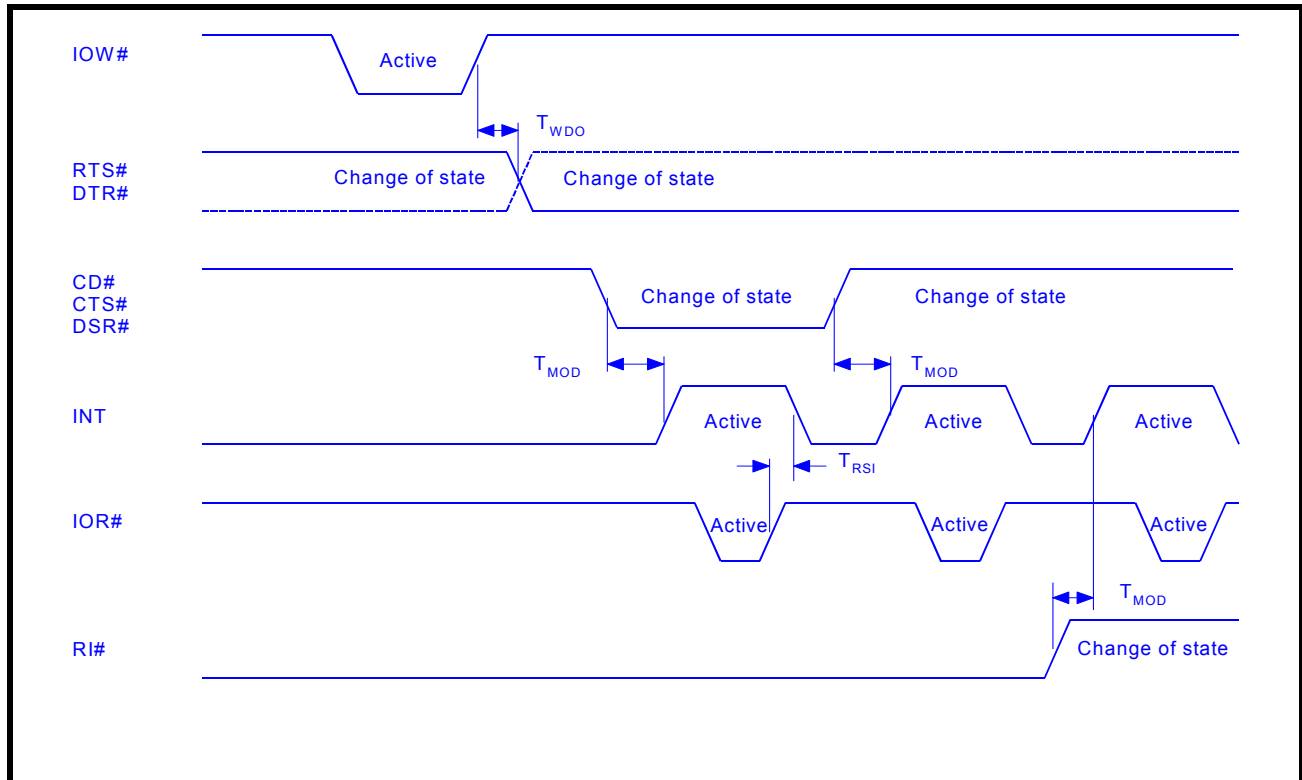 IOW#
Active
TWDO
RTS#
DTR#
Change of state
Change of state
CD#
CTS#
DSR#
Change of state
Change of state
TMOD
TMOD
INT
Active
Active
Active
TRSI
IOR#
Active
Active
Active
TMOD
RI#
Change of state